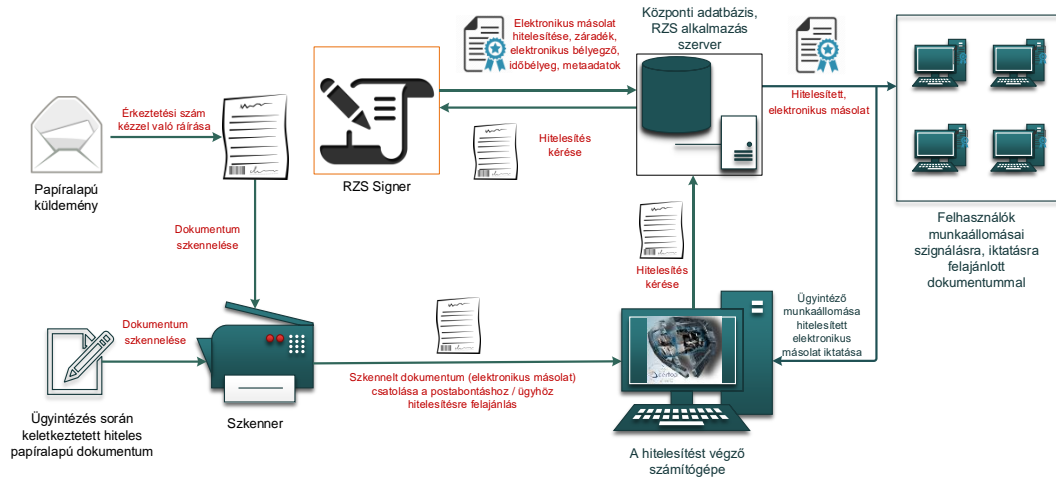 Elektronikus másolat
hitelesítése, záradék,
elektronikus bélyegző,
időbélyeg, metaadatok
Központi adatbázis,
RZS alkalmazás
szerver
Érkeztetési szám
kézzel való ráírása
Hitelesítés
kérése
Hitelesített,
elektronikus másolat
Papíralapú
küldemény
RZS Signer
Dokumentum
szkennelése
Hitelesítés
kérése
Felhasználók
munkaállomásai
szignálásra, iktatásra
felajánlott
dokumentummal
Dokumentum
szkennelése
Ügyintéző
munkaállomása
hitelesített
elektronikus
másolat iktatása
Szkennelt dokumentum (elektronikus másolat)
csatolása a postabontáshoz / ügyhöz
hitelesítésre felajánlás
Ügyintézés során
keletkeztetett hiteles
papíralapú dokumentum
Szkenner
A hitelesítést végző
számítógépe